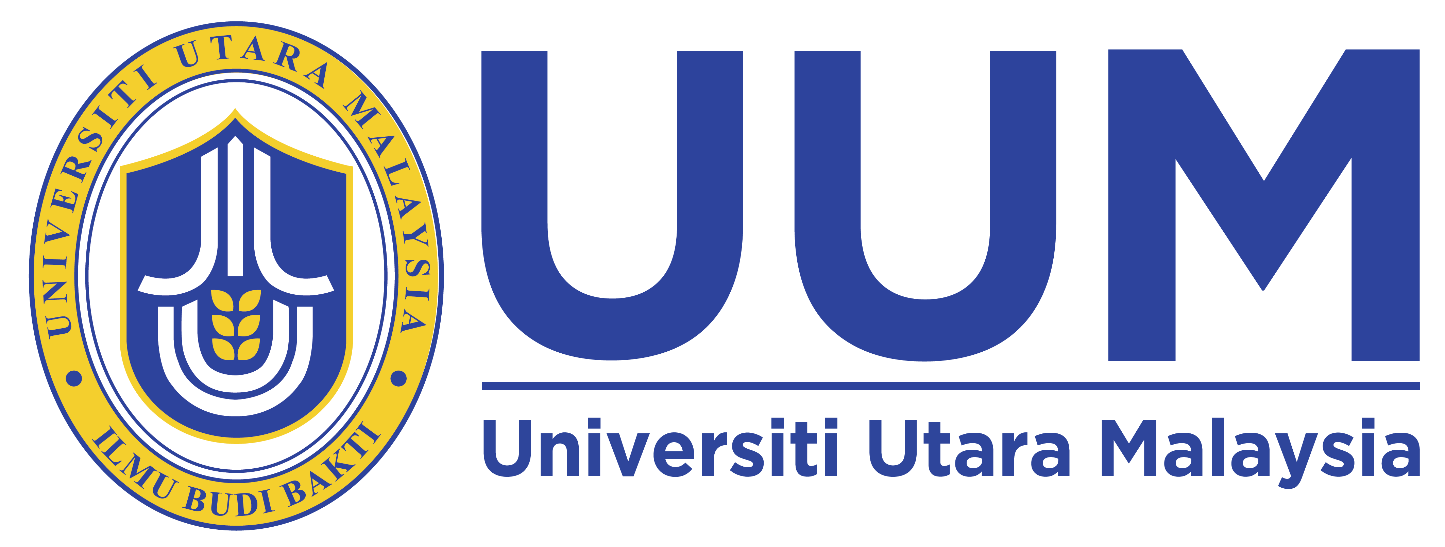 UNIVERSITI UTARA MALAYSIA
ILMU BUDI BAKTI
UUM
Universiti Utara Malaysia